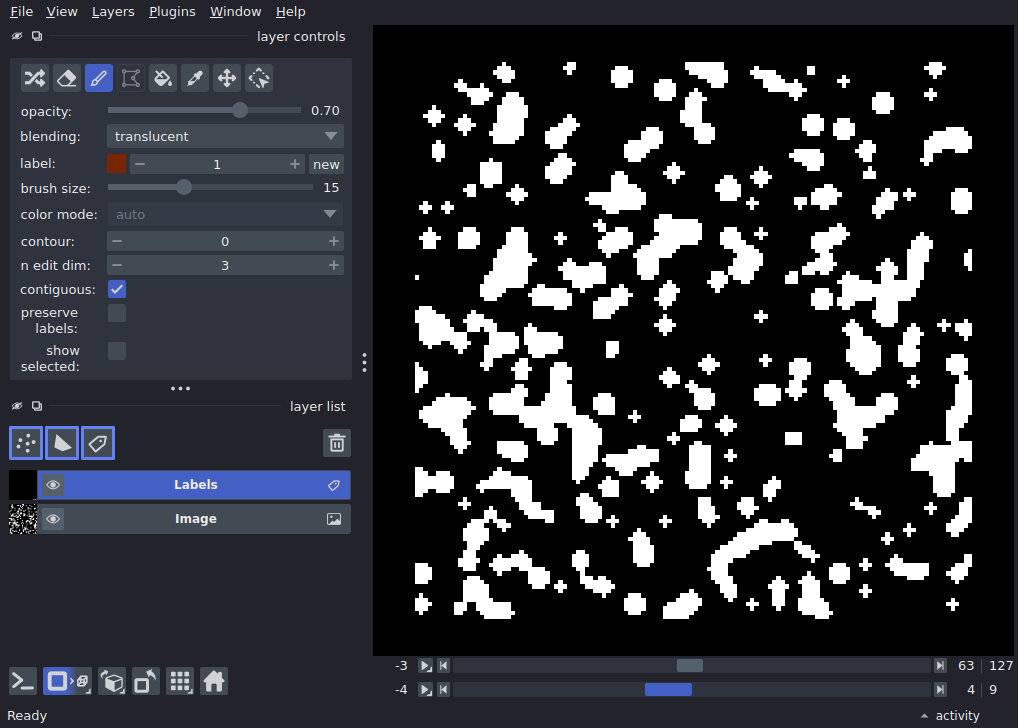 File View Layers Plugins Window Help
layer controls
opacity: 0.70
blending: translucent
label: 1 new
brush size: 15
color mode: auto
contour: 0
n edit dim: 3
contiguous:
preserve
labels:
show
selected:
layer list
Labels
Image
-3 63 127
-4 4 9
Ready activity